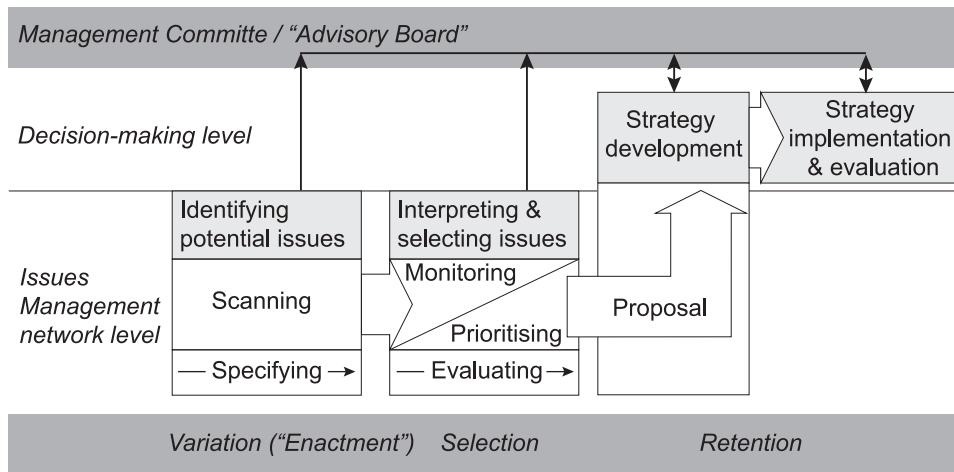 Management Committe / “Advisory Board”
Decision-making level
Strategy
development
Strategy
implementation
& evaluation
Identifying
potential issues
Interpreting &
selecting issues
Issues
Management
network level
Scanning
Monitoring
Prioritising
Proposal
Specifying
Evaluating
Variation (“Enactment”)
Selection
Retention